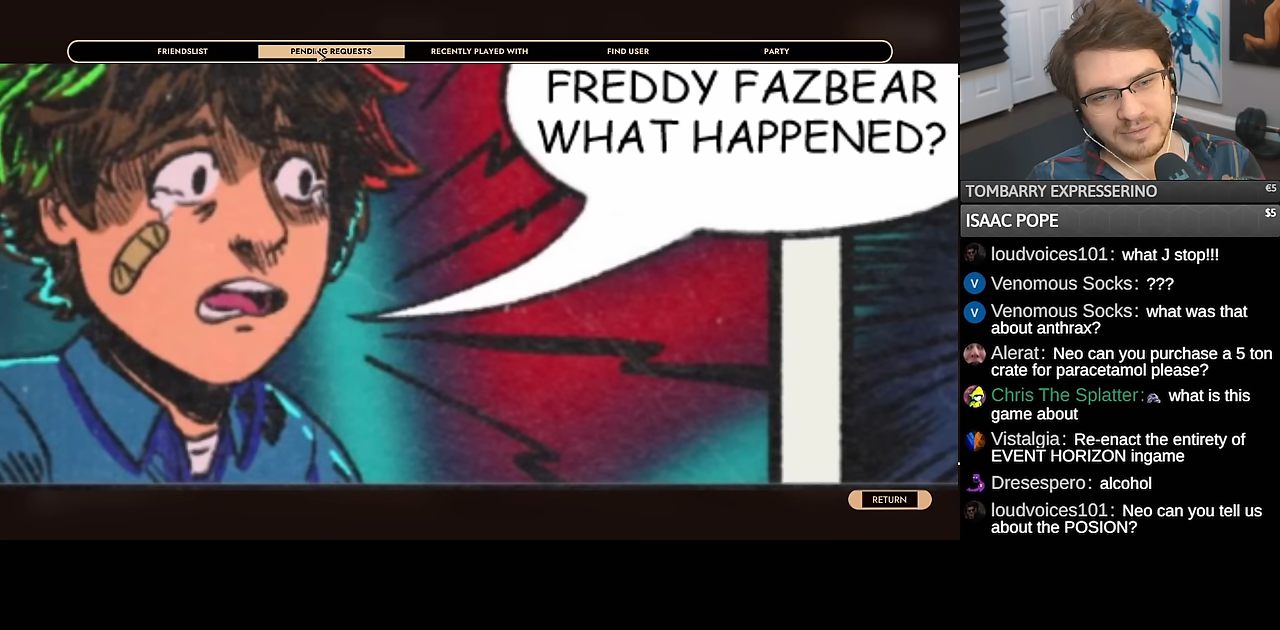 FRIENDSLIST
PENDING REQUESTS
RECENTLY PLAYED WITH
FIND USER
PARTY
FREDDY FAZBEAR
WHAT HAPPENED?
RETURN
TOMBARRY EXPRESSERINO €5
ISAAC POPE $5
loudvoices101: what J stop!!!
V Venomous Socks: ???
V Venomous Socks: what was that
about anthrax?
Alerat: Neo can you purchase a 5 ton
crate for paracetamol please?
Chris The Splatter: what is this
game about
Vistalgia: Re-enact the entirety of
EVENT HORIZON ingame
Dresespero: alcohol
loudvoices101: Neo can you tell us
about the POSION?